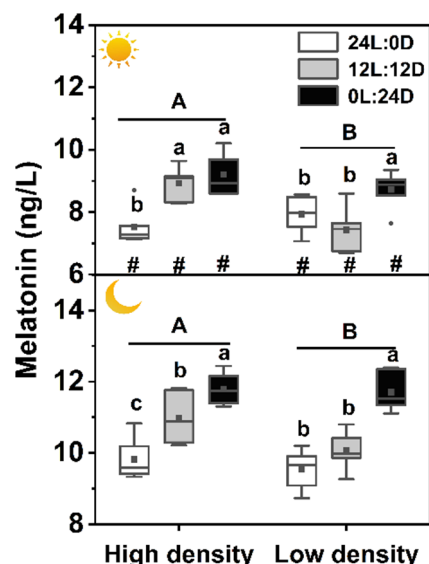 14
24L:0D
12L:12D
0L:24D
12
A
B
10
a
a
a
8
b
b
b
6
# # # # # #
Melatonin (ng/L)
A
B
12
a
a
b
c
b
b
10
8
High density Low density